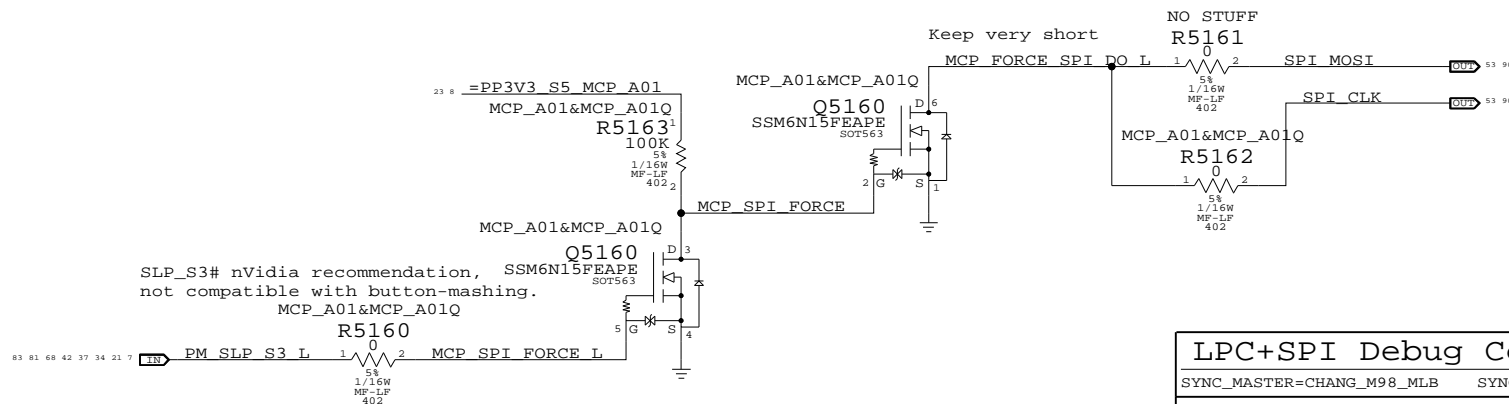 NO STUFF
R5161
0
Keep very short
MCP_FORCE_SPI_DO_L
1
2
SPI_MOSI
OUT
53 90
5%
1/16W
MF-LF
402
23 8
=PP3V3_S5_MCP_A01
MCP_A01&MCP_A01Q
R5163
1
100K
5%
1/16W
MF-LF
402
2
MCP_A01&MCP_A01Q
Q5160
SSM6N15FEAPE
SOT563
D
6
2
G
S
1
SPI_CLK
OUT
53 90
MCP_A01&MCP_A01Q
R5162
0
1
2
5%
1/16W
MF-LF
402
MCP_SPI_FORCE
MCP_A01&MCP_A01Q
Q5160
SSM6N15FEAPE
SOT563
D
3
5
G
S
4
SLP_S3# nVidia recommendation,
not compatible with button-mashing.
MCP_A01&MCP_A01Q
R5160
0
83 81 68 42 37 34 21 7
IN
PM_SLP_S3_L
1
2
MCP_SPI_FORCE_L
5%
1/16W
MF-LF
402
LPC+SPI Debug Co
SYNC_MASTER=CHANG_M98_MLB
SYN